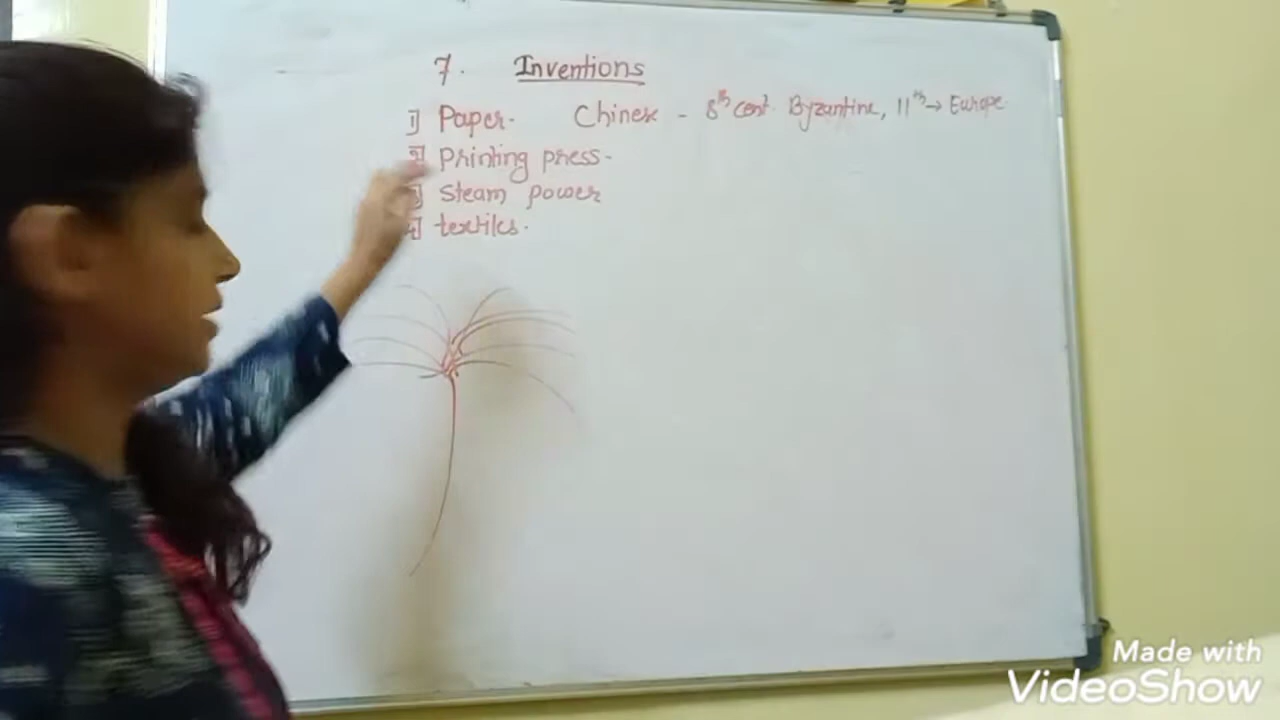 7. Inventions
1] Paper. Chinese - 8th cent. Byzantine, 11th → Europe.
2] Printing press.
3] Steam power
4] textiles.
Made with
VideoShow